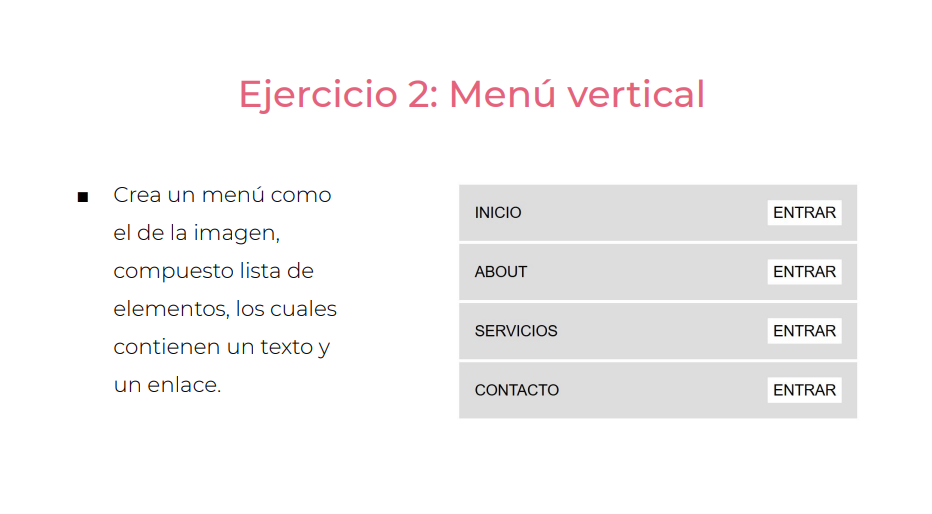 Ejercicio 2: Menú vertical
■ Crea un menú como
el de la imagen,
compuesto lista de
elementos, los cuales
contienen un texto y
un enlace.
INICIO ENTRAR
ABOUT ENTRAR
SERVICIOS ENTRAR
CONTACTO ENTRAR